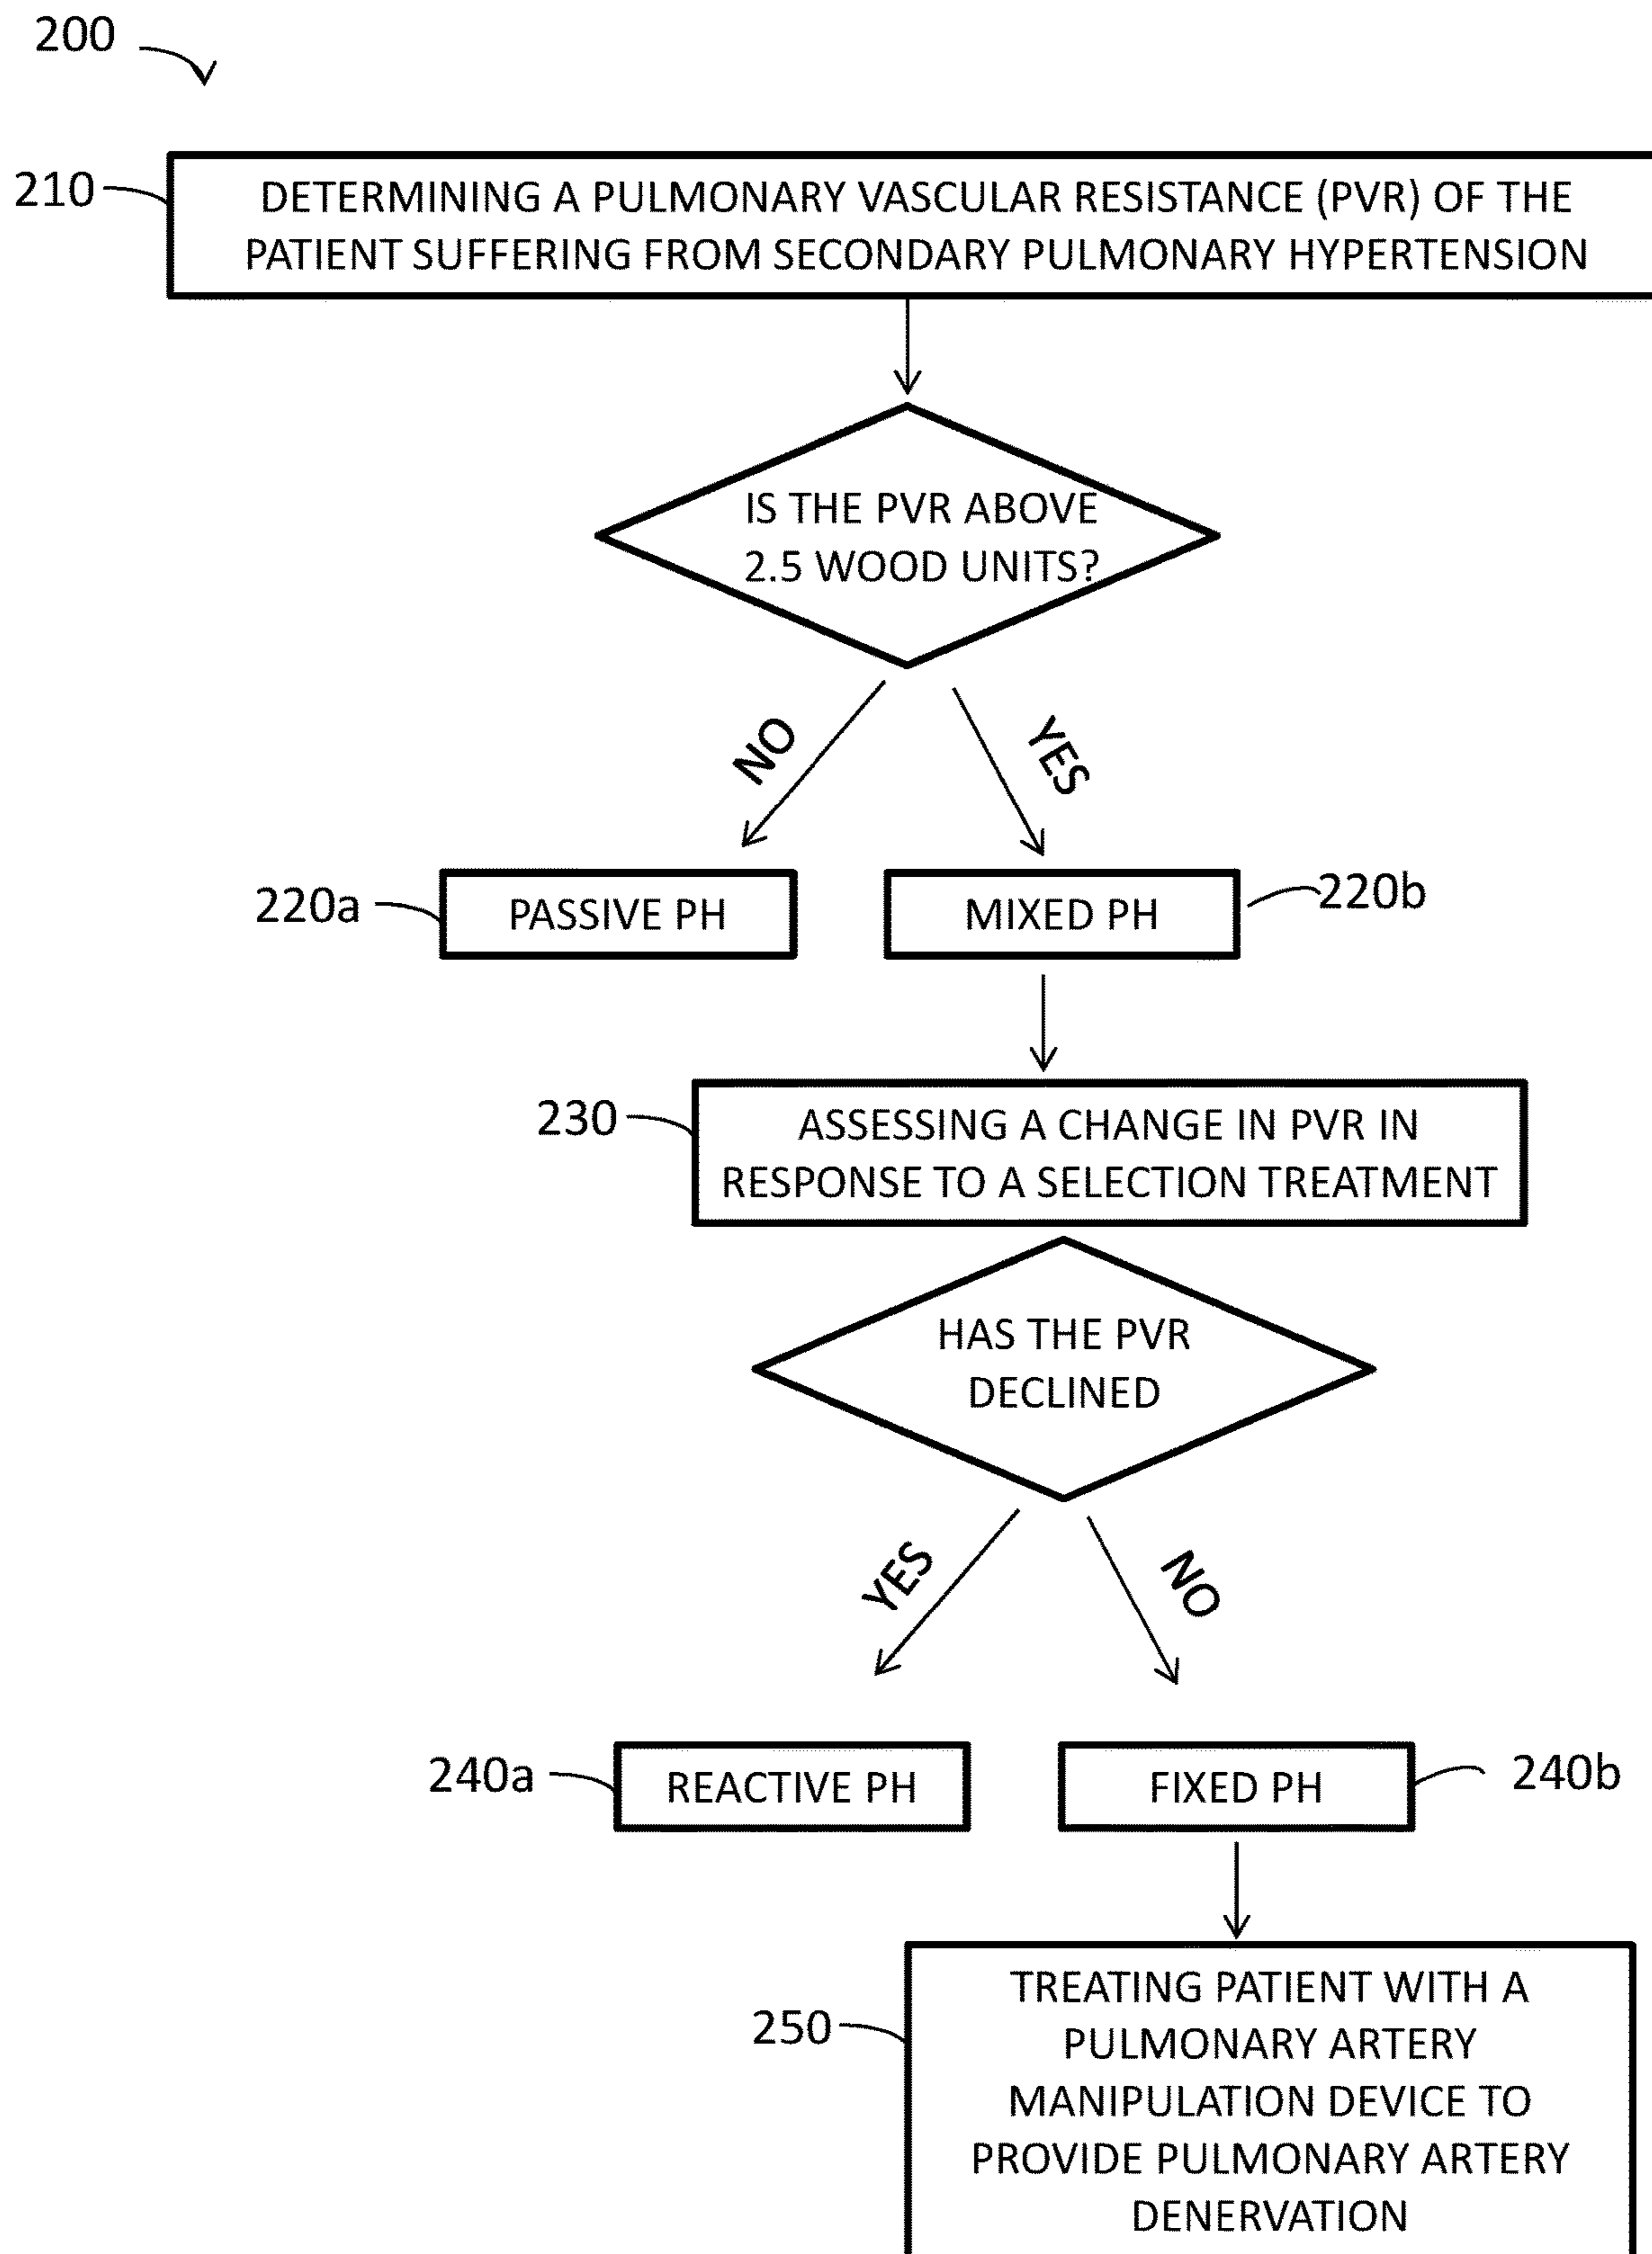 200
210
DETERMINING A PULMONARY VASCULAR RESISTANCE (PVR) OF THE
PATIENT SUFFERING FROM SECONDARY PULMONARY HYPERTENSION
IS THE PVR ABOVE
2.5 WOOD UNITS?
NO
YES
220a
PASSIVE PH
MIXED PH
220b
230
ASSESSING A CHANGE IN PVR IN
RESPONSE TO A SELECTION TREATMENT
HAS THE PVR
DECLINED
YES
NO
240a
REACTIVE PH
FIXED PH
240b
250
TREATING PATIENT WITH A
PULMONARY ARTERY
MANIPULATION DEVICE TO
PROVIDE PULMONARY ARTERY
DENERVATION